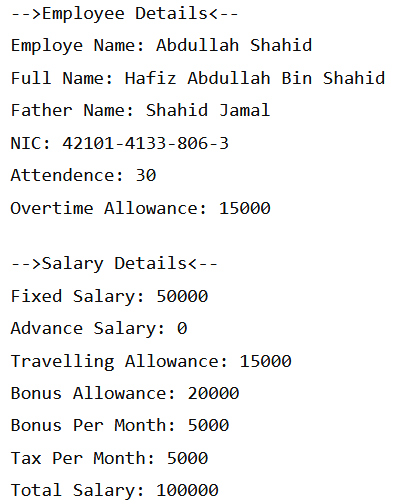 -->Employee Details<--
Employe Name: Abdullah Shahid
Full Name: Hafiz Abdullah Bin Shahid
Father Name: Shahid Jamal
NIC: 42101-4133-806-3
Attendence: 30
Overtime Allowance: 15000
-->Salary Details<--
Fixed Salary: 50000
Advance Salary: 0
Travelling Allowance: 15000
Bonus Allowance: 20000
Bonus Per Month: 5000
Tax Per Month: 5000
Total Salary: 100000